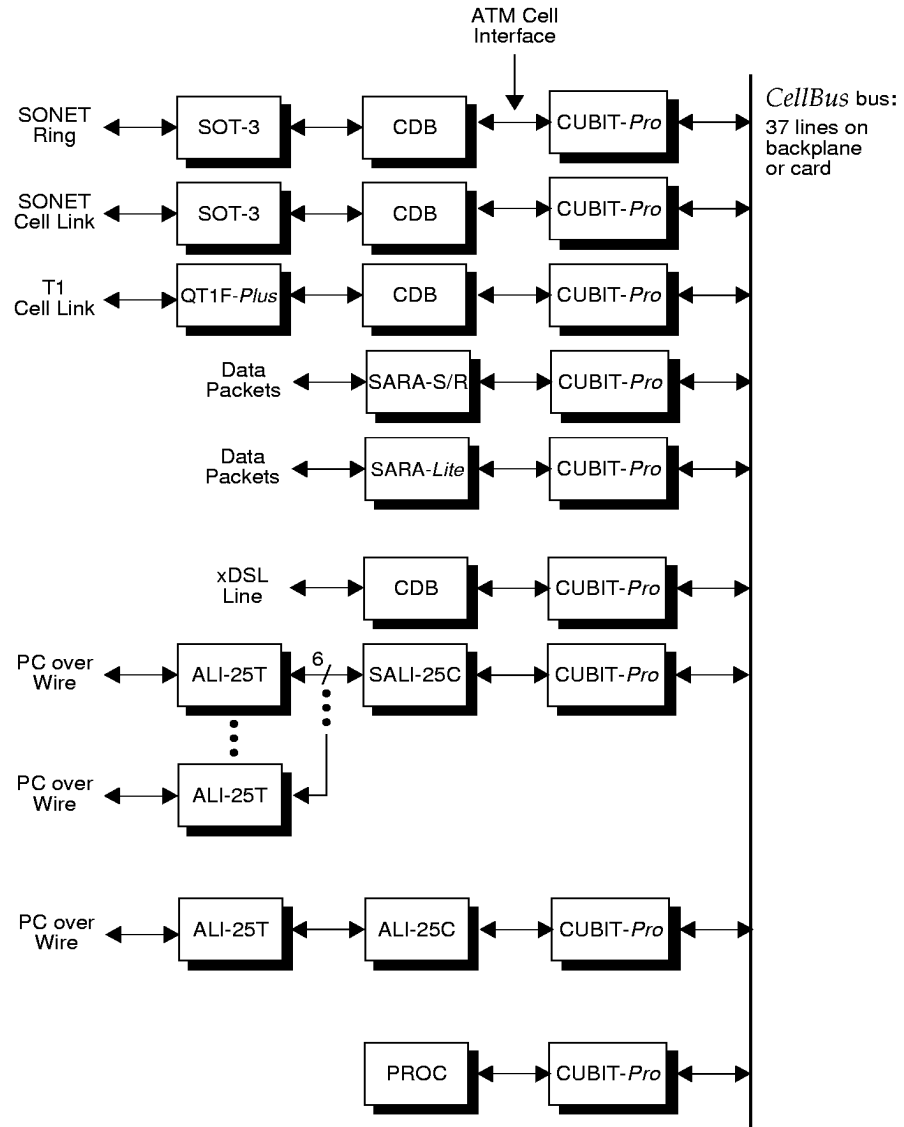 ATM Cell
Interface
CellBus bus:
37 lines on
backplane
or card
SONET
Ring
SOT-3
CDB
CUBIT-Pro
SONET
Cell Link
SOT-3
CDB
CUBIT-Pro
T1
Cell Link
QT1F-Plus
CDB
CUBIT-Pro
Data
Packets
SARA-S/R
CUBIT-Pro
Data
Packets
SARA-Lite
CUBIT-Pro
xDSL
Line
CDB
CUBIT-Pro
PC over
Wire
ALI-25T
6
SALI-25C
CUBIT-Pro
PC over
Wire
ALI-25T
PC over
Wire
ALI-25T
ALI-25C
CUBIT-Pro
PROC
CUBIT-Pro